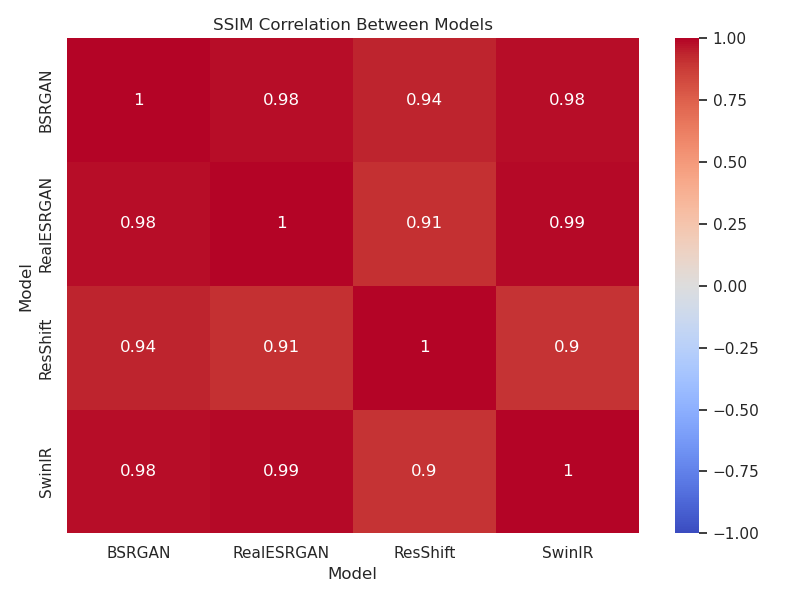 SSIM Correlation Between Models
BSRGAN
1
0.98
0.94
0.98
RealESRGAN
0.98
1
0.91
0.99
ResShift
0.94
0.91
1
0.9
SwinIR
0.98
0.99
0.9
1
Model
BSRGAN
RealESRGAN
ResShift
SwinIR
Model
1.00
0.75
0.50
0.25
0.00
−0.25
−0.50
−0.75
−1.00